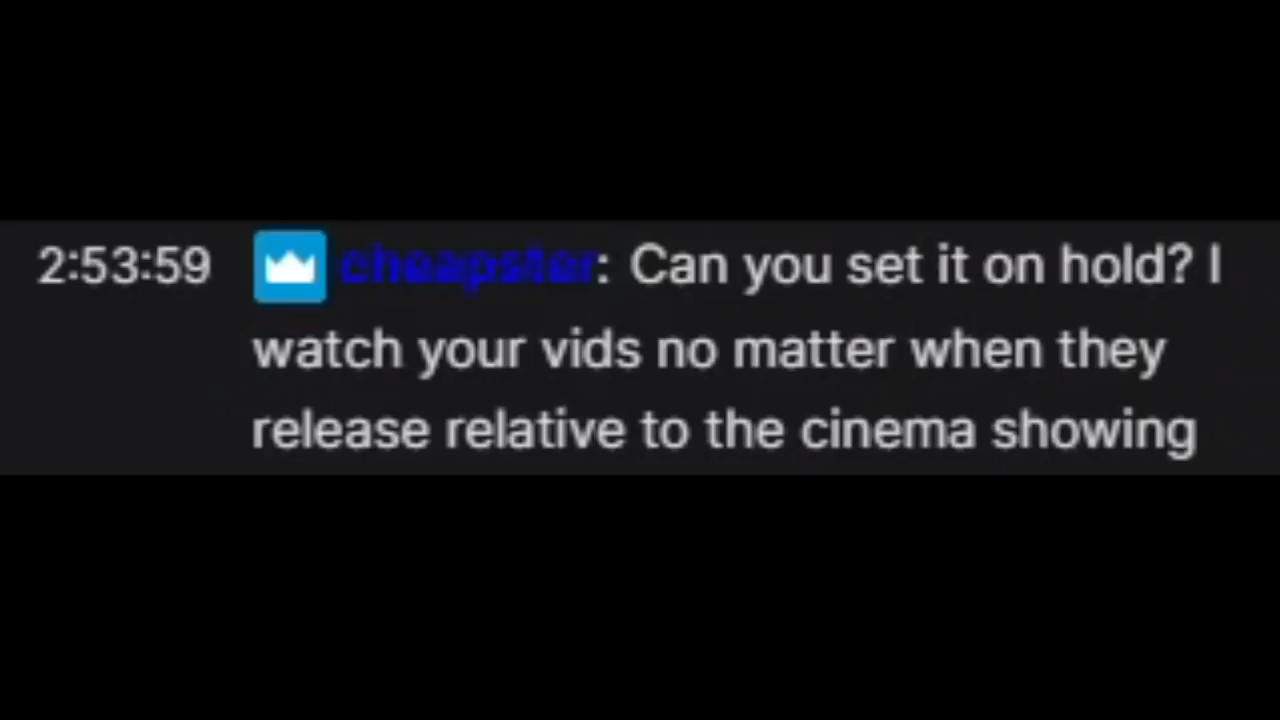 2:53:59 cheapster: Can you set it on hold? I
watch your vids no matter when they
release relative to the cinema showing